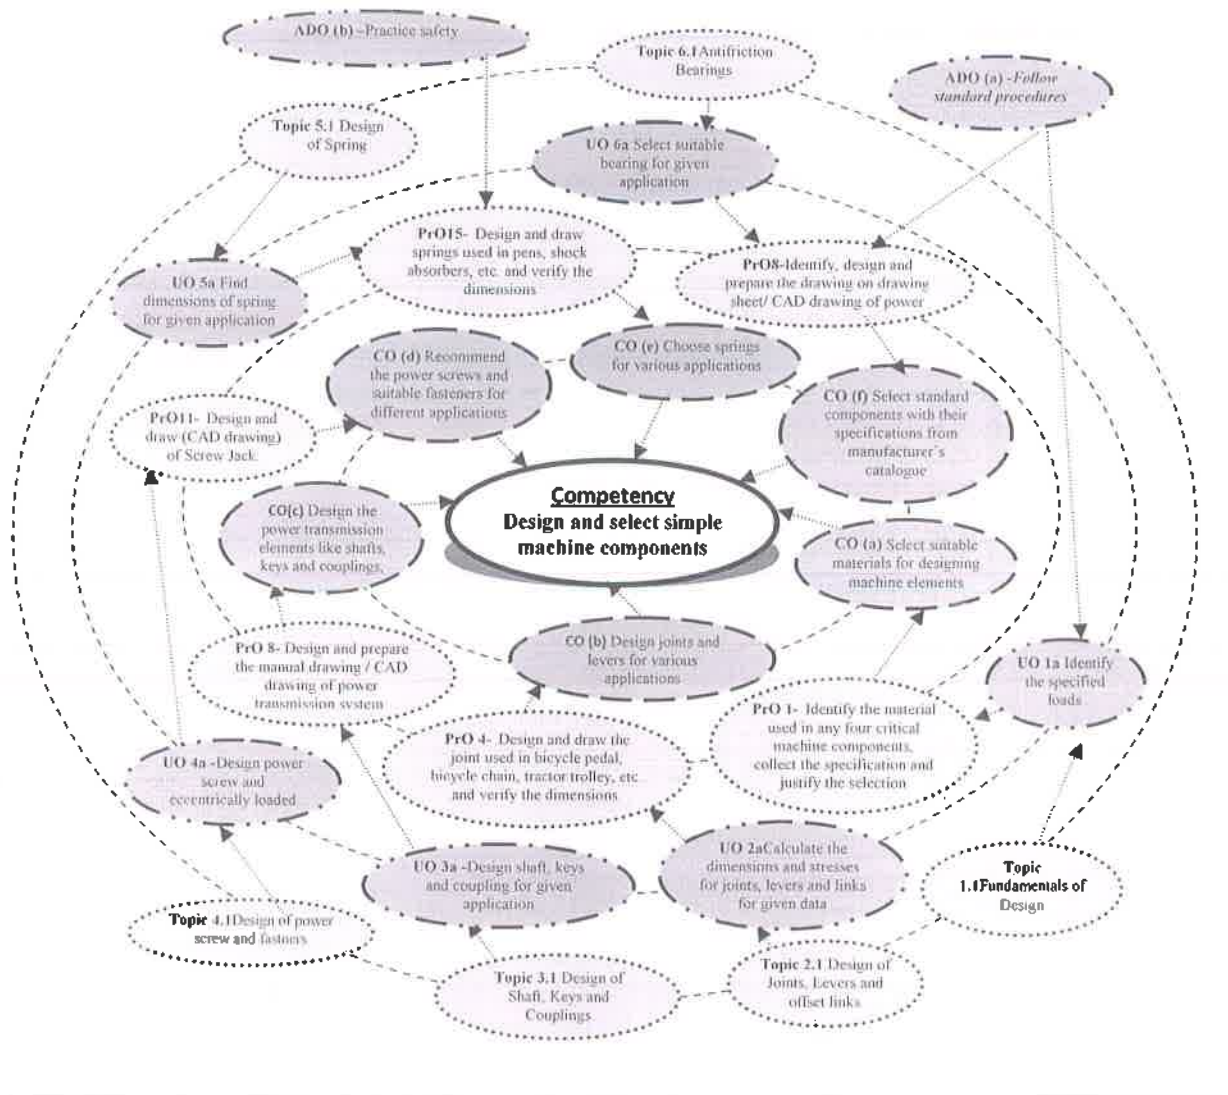 ADO (b) –Practice safety
Topic 6.1Antifriction
Bearings
ADO (a) -Follow
standard procedures
Topic 5.1 Design
of Spring
UO 6a Select suitable
bearing for given
application
PrO15- Design and draw
springs used in pens, shock
absorbers, etc. and verify the
dimensions
PrO8-Identify, design and
prepare the drawing on drawing
sheet/ CAD drawing of power
UO 5a Find
dimensions of spring
for given application
CO (d) Recommend
the power screws and
suitable fasteners for
different applications
CO (e) Choose springs
for various applications
CO (f) Select standard
components with their
specifications from
manufacturer's
catalogue
PrO11- Design and
draw (CAD drawing)
of Screw Jack.
Competency
Design and select simple
machine components
CO(c) Design the
power transmission
elements like shafts,
keys and couplings,
CO (a) Select suitable
materials for designing
machine elements
CO (b) Design joints and
levers for various
applications
PrO 8- Design and prepare
the manual drawing / CAD
drawing of power
transmission system
UO 1a Identify
the specified
loads
PrO 1- Identify the material
used in any four critical
machine components,
collect the specification and
justify the selection
PrO 4- Design and draw the
joint used in bicycle pedal,
bicycle chain, tractor trolley, etc
and verify the dimensions
UO 4a -Design power
screw and
eccentrically loaded
UO 3a -Design shaft, keys
and coupling for given
application
UO 2aCalculate the
dimensions and stresses
for joints, levers and links
for given data
Topic
1.1Fundamentals of
Design
Topic 4.1Design of power
screw and fastners
Topic 3.1 Design of
Shaft, Keys and
Couplings
Topic 2.1 Design of
Joints, Levers and
offset links